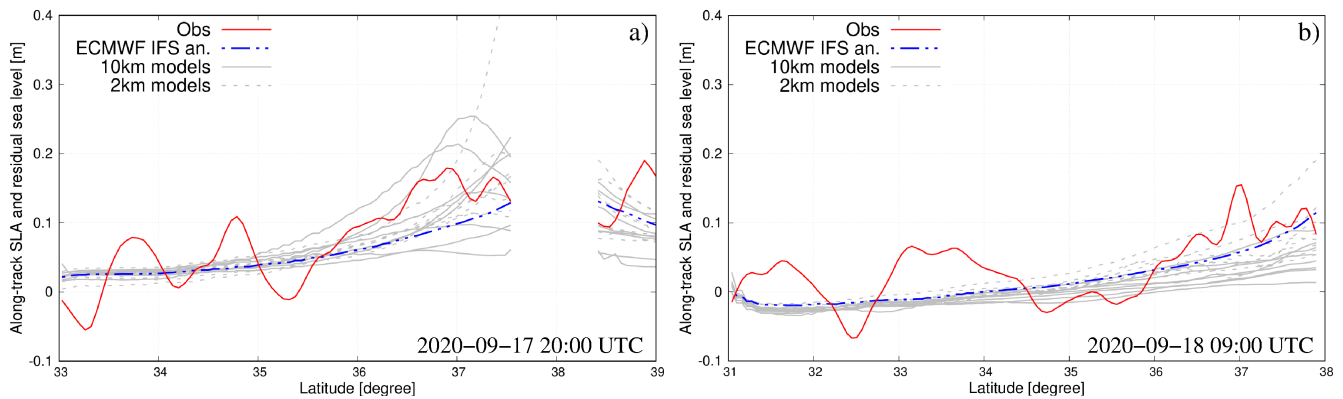 a)
Obs
ECMWF IFS an.
10km models
2km models
Along-track SLA and residual sea level [m]
0.4
0.3
0.2
0.1
0
-0.1
2020-09-17 20:00 UTC
33 34 35 36 37 38 39
Latitude [degree]
b)
Obs
ECMWF IFS an.
10km models
2km models
Along-track SLA and residual sea level [m]
0.4
0.3
0.2
0.1
0
-0.1
2020-09-18 09:00 UTC
31 32 33 34 35 36 37 38
Latitude [degree]